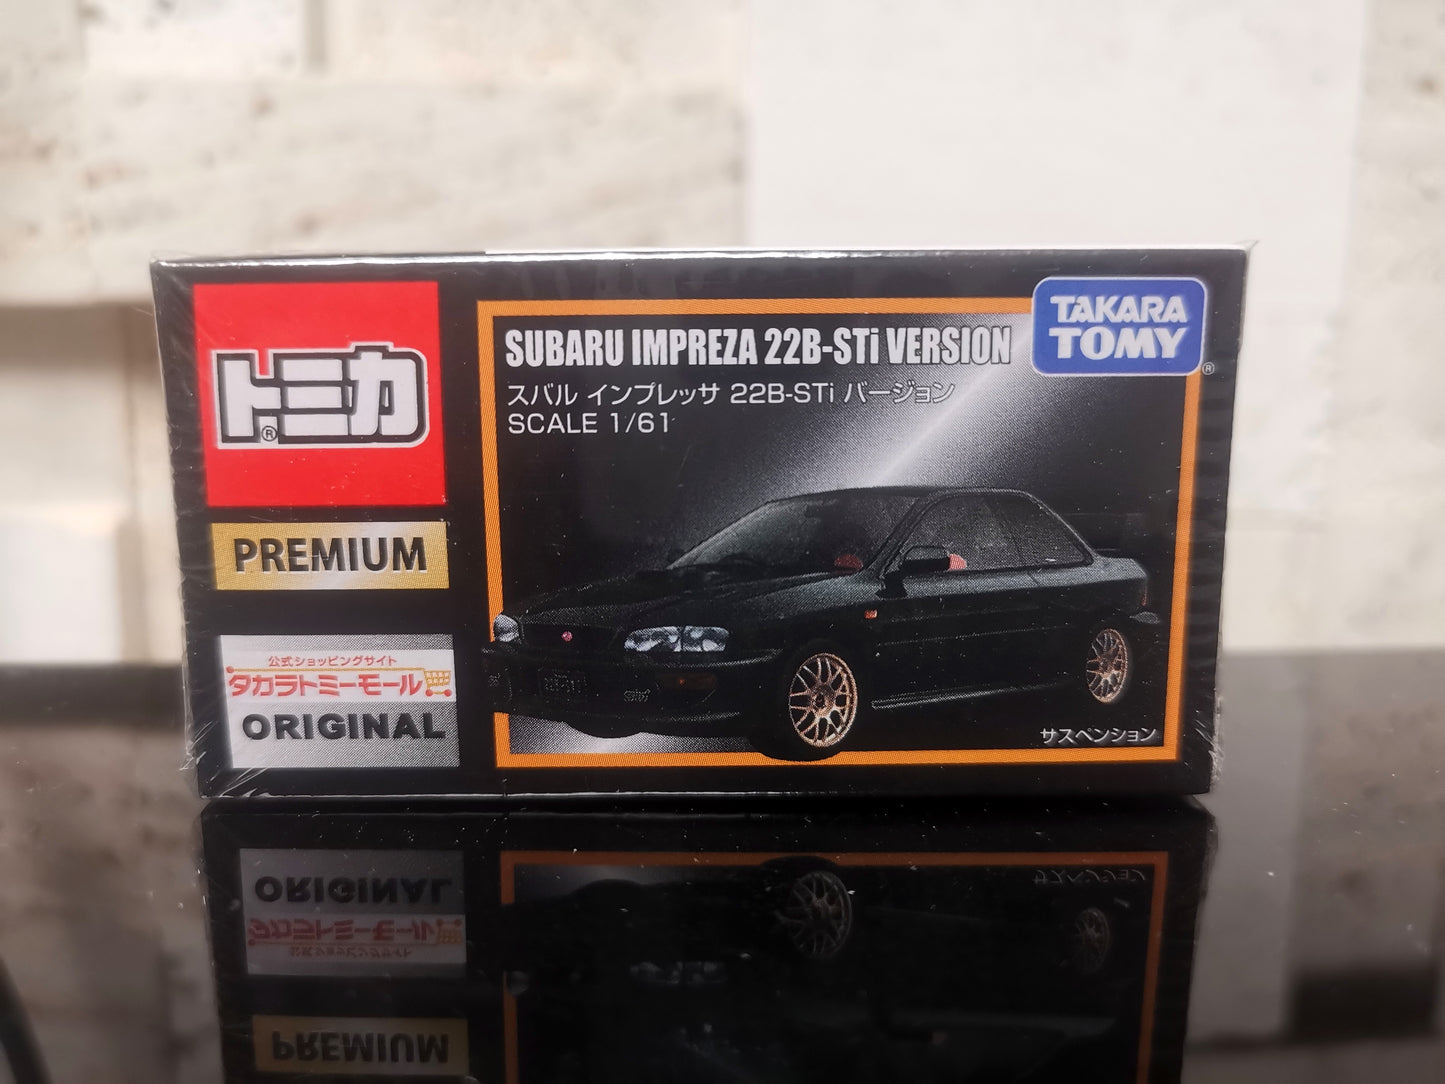 トミカ
®
PREMIUM
公式ショッピングサイト
タカラトミーモール
ORIGINAL
SUBARU IMPREZA 22B-STi VERSION
スバル インプレッサ 22B-STi バージョン
SCALE 1/61
TAKARA
TOMY
®
サスペンション